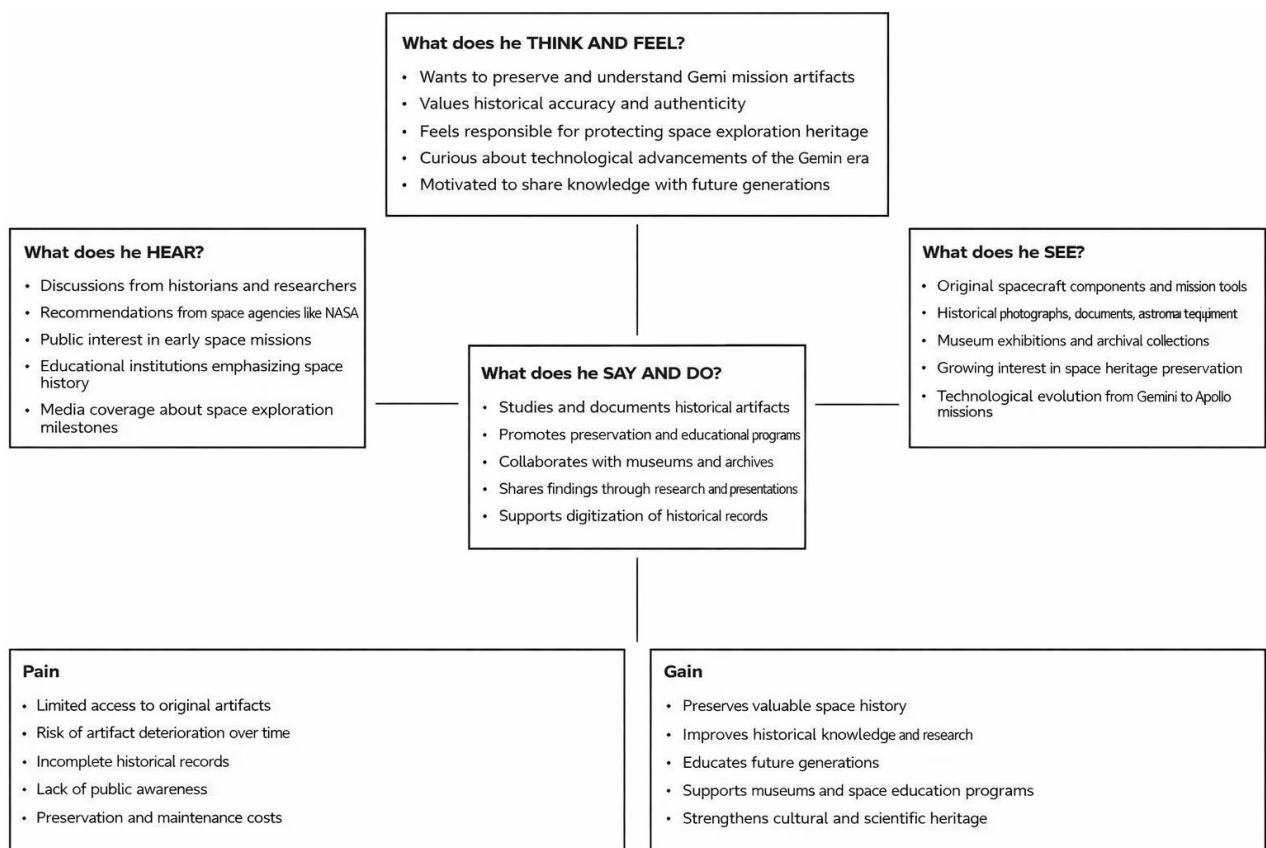 What does he THINK AND FEEL?
• Wants to preserve and understand Gemi mission artifacts
• Values historical accuracy and authenticity
• Feels responsible for protecting space exploration heritage
• Curious about technological advancements of the Gemin era
• Motivated to share knowledge with future generations
What does he HEAR?
• Discussions from historians and researchers
• Recommendations from space agencies like NASA
• Public interest in early space missions
• Educational institutions emphasizing space
history
• Media coverage about space exploration
milestones
What does he SAY AND DO?
• Studies and documents historical artifacts
• Promotes preservation and educational programs
• Collaborates with museums and archives
• Shares findings through research and presentations
• Supports digitization of historical records
What does he SEE?
• Original spacecraft components and mission tools
• Historical photographs, documents,
• Museum exhibitions and archival collections
• Growing interest in space heritage preservation
• Technological evolution from Gemini to Apollo
missions
Pain
• Limited access to original artifacts
• Risk of artifact deterioration over time
• Incomplete historical records
• Lack of public awareness
• Preservation and maintenance costs
Gain
• Preserves valuable space history
• Improves historical knowledge and research
• Educates future generations
• Supports museums and space education programs
• Strengthens cultural and scientific heritage